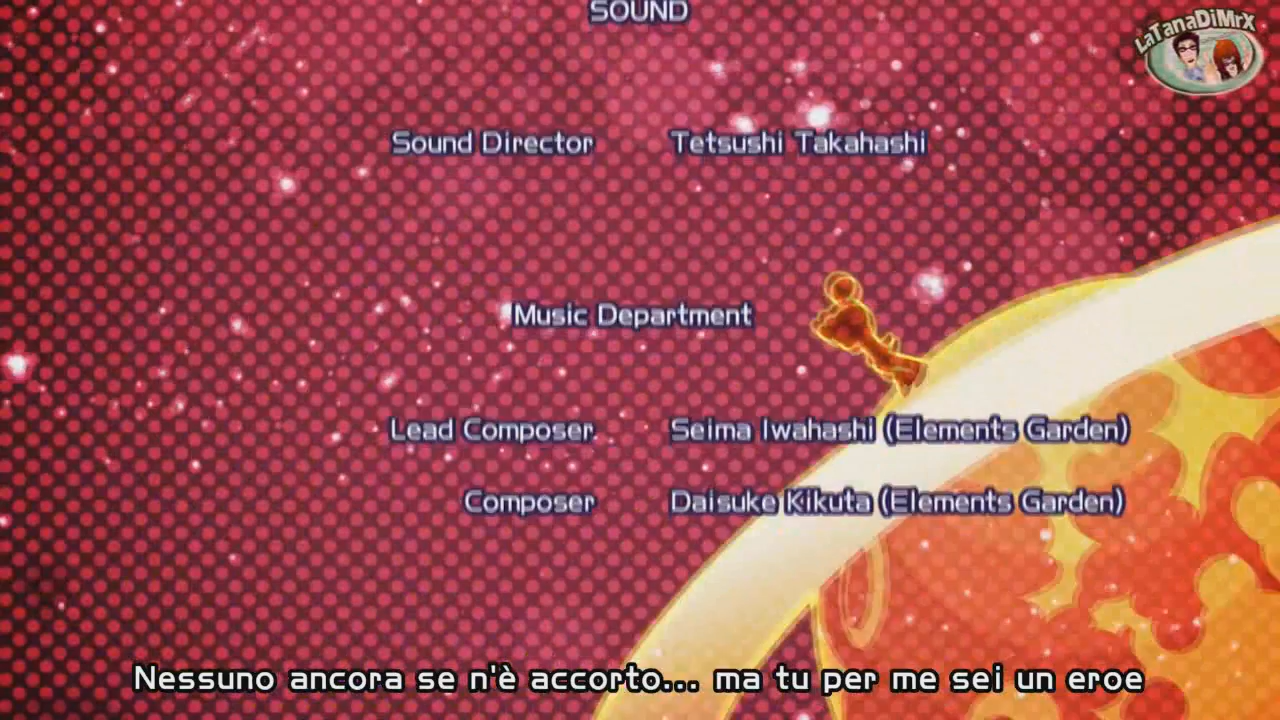 SOUND
LaTanaDiMrX
Sound Director Tetsushi Takahashi
Music Department
Lead Composer Seima Iwahashi (Elements Garden)
Composer Daisuke Kikuta (Elements Garden)
Nessuno ancora se n'è accorto... ma tu per me sei un eroe